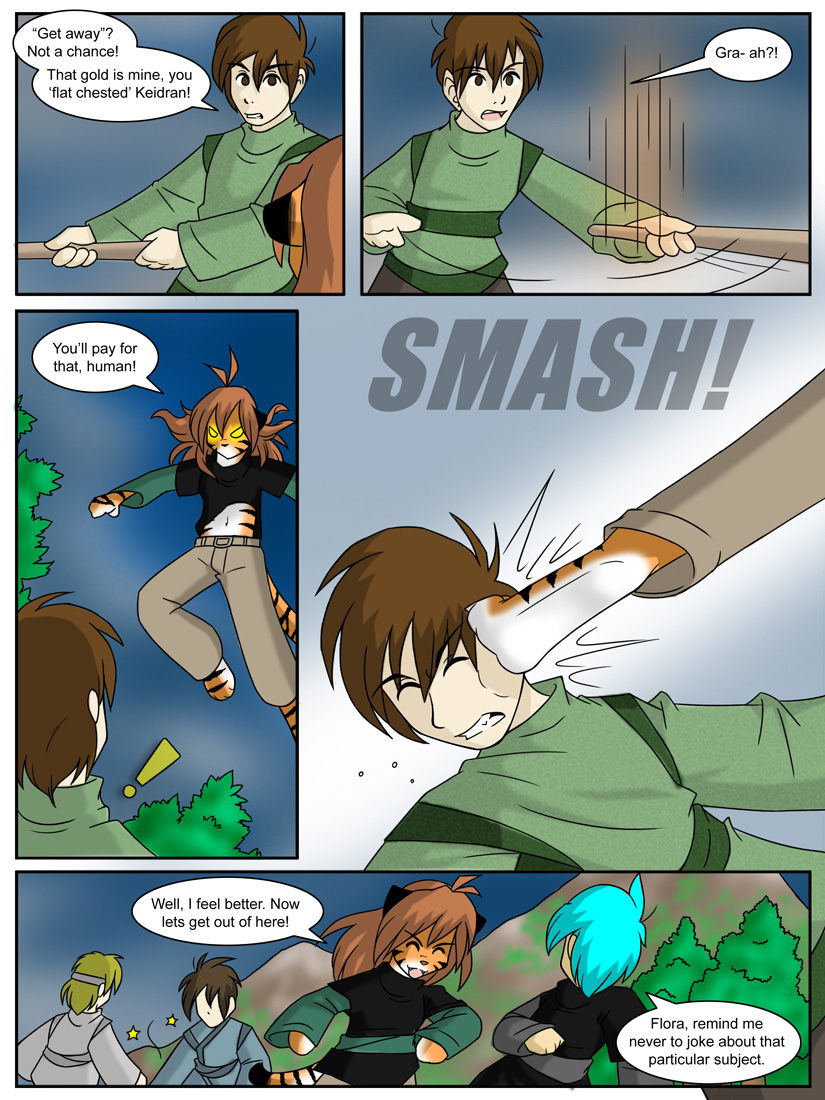 “Get away”?
Not a chance!
That gold is mine, you
‘flat chested’ Keidran!
Gra- ah?!
You’ll pay for
that, human!
SMASH!
Well, I feel better. Now
lets get out of here!
Flora, remind me
never to joke about that
particular subject.